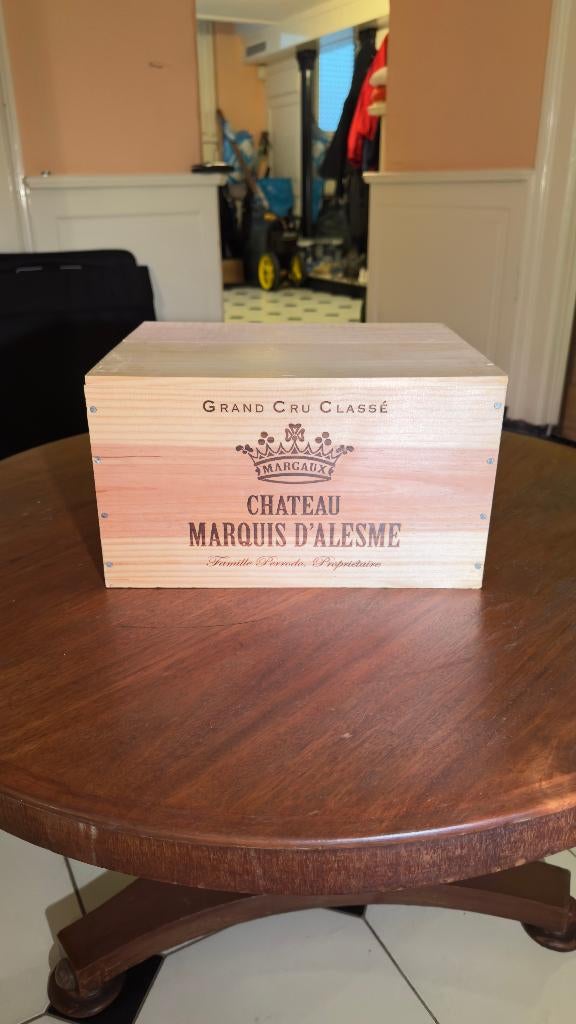 GRAND CRU CLASSÉ
MARGAUX
CHATEAU
MARQUIS D'ALESME
Famille Perrodo, Propriétaire